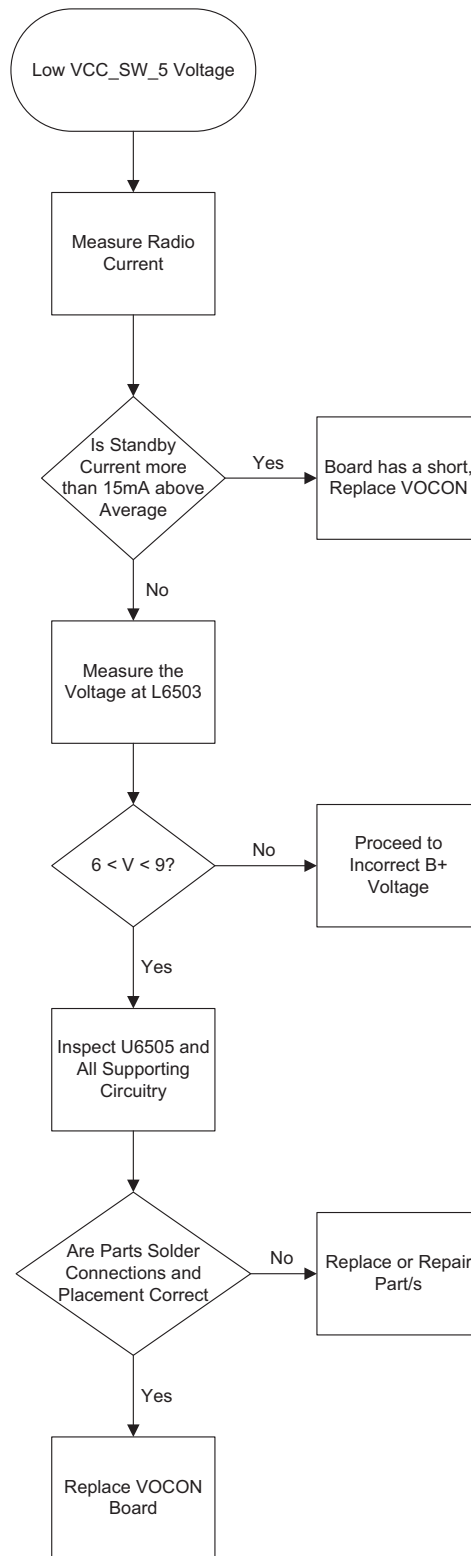 Low VCC_SW_5 Voltage
Measure Radio
Current
Is Standby
Current more
than 15mA above
Average
Yes
Board has a short,
Replace VOCON
No
Measure the
Voltage at L6503
6 < V < 9?
No
Proceed to
Incorrect B+
Voltage
Yes
Inspect U6505 and
All Supporting
Circuitry
Are Parts Solder
Connections and
Placement Correct
No
Replace or Repair
Part/s
Yes
Replace VOCON
Board